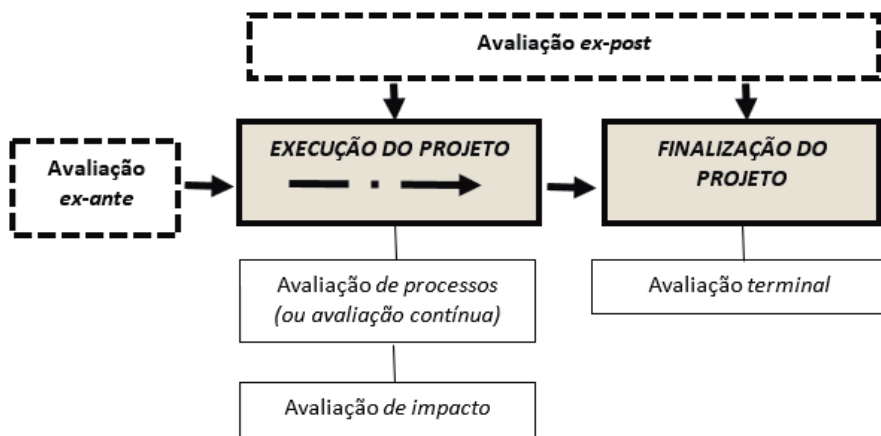 Avaliação ex-post
Avaliação
ex-ante
EXECUÇÃO DO PROJETO
FINALIZAÇÃO DO
PROJETO
Avaliação de processos
(ou avaliação contínua)
Avaliação terminal
Avaliação de impacto